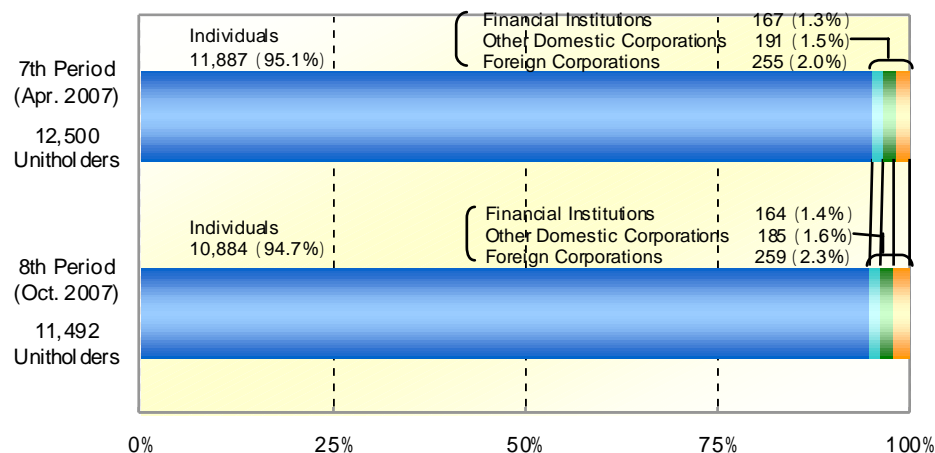 Financial Institutions 167 (1.3%)
Individuals
Other Domestic Corporations 191 (1.5%)
11,887 (95.1%)
Foreign Corporations 255 (2.0%)
7th Period
(Apr. 2007)
12,500
Unitholders
Financial Institutions 164 (1.4%)
Individuals
Other Domestic Corporations 185 (1.6%)
10,884 (94.7%)
Foreign Corporations 259 (2.3%)
8th Period
(Oct. 2007)
11,492
Unitholders
0% 25% 50% 75% 100%